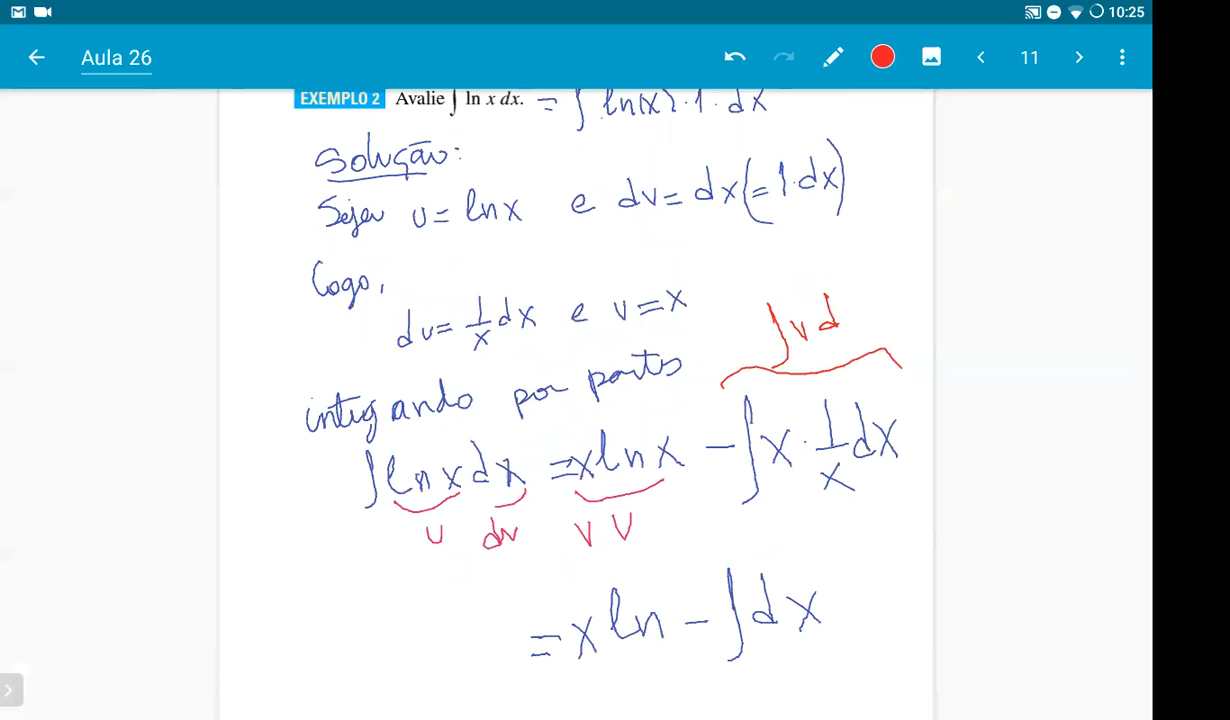 10:25
Aula 26
11
EXEMPLO 2 Avalie ∫ ln x dx. = ∫ ln(x) · 1 · dx
Solução:
Seja u = ln x e dv = dx (= 1 · dx)
Logo,
du = 1/x dx e v = x
integrando por partes
∫ v d
∫ ln x dx = x ln x - ∫ x · 1/x dx
u dv v V
= x ln - ∫ dx